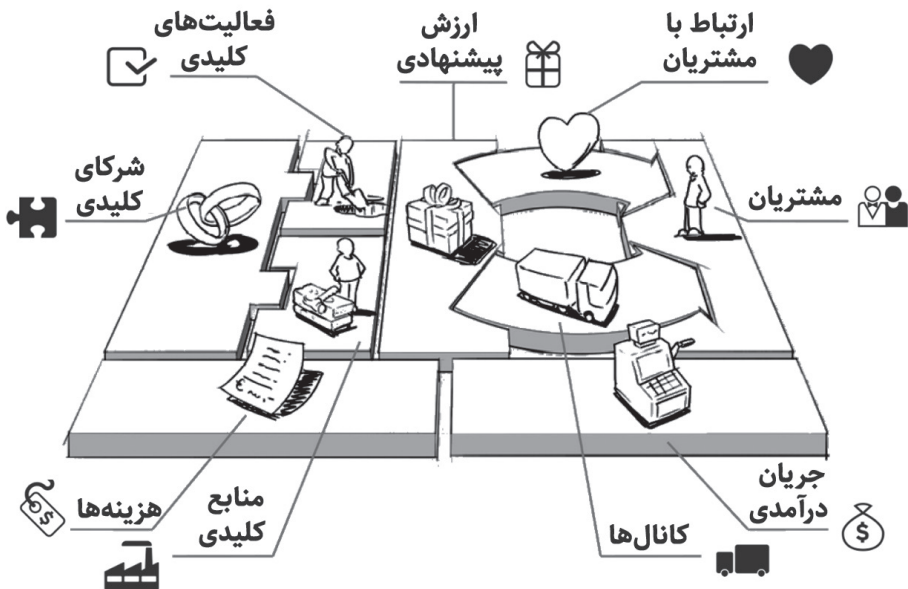 ارتباط با
مشتریان
ارزش
پیشنهادی
فعالیت‌های
کلیدی
شرکای
کلیدی
مشتریان
جریان
درآمدی
کانال‌ها
منابع
کلیدی
هزینه‌ها
$
$